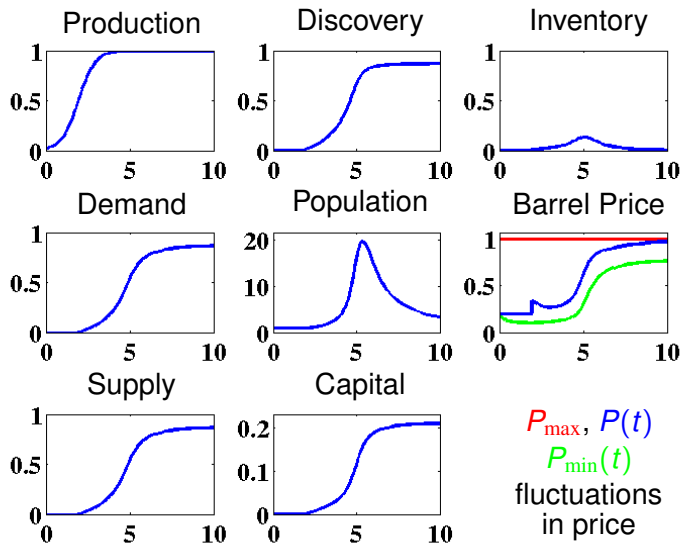 Production
1
0.5
0
0 5 10
Discovery
1
0.5
0
0 5 10
Inventory
1
0.5
0
0 5 10
Demand
1
0.5
0
0 5 10
Population
20
10
0
0 5 10
Barrel Price
1
0.5
0
0 5 10
Supply
1
0.5
0
0 5 10
Capital
0.2
0.1
0
0 5 10
P_max, P(t)
P_min(t)
fluctuations
in price